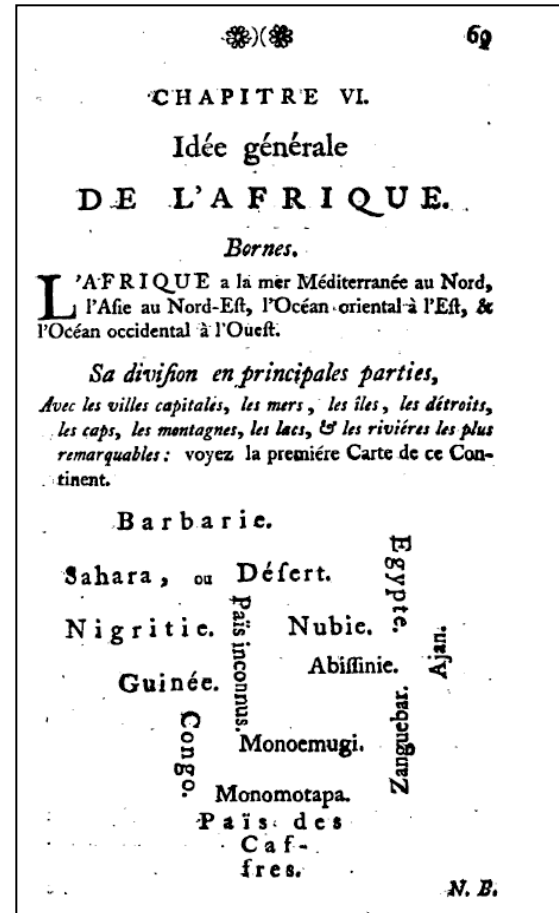 )( 69
CHAPITRE VI.
Idée générale
DE L'AFRIQUE.
Bornes.
L'AFRIQUE a la mer Méditerranée au Nord,
l'Aſie au Nord-Eſt, l'Océan oriental à l'Eſt, &
l'Océan occidental à l'Oueſt.
Sa diviſion en principales parties,
Avec les villes capitales, les mers, les îles, les détroits,
les caps, les montagnes, les lacs, & les riviéres les plus
remarquables: voyez la premiére Carte de ce Con-
tinent.
Barbarie.
Egypte.
Sahara, ou Déſert.
Nigritie.
Païs inconnus.
Nubie.
Ajan.
Guinée.
Abiſſinie.
Congo.
Monoemugi.
Zanguebar.
Monomotapa.
Païs des
Caf-
fres.
N. B.